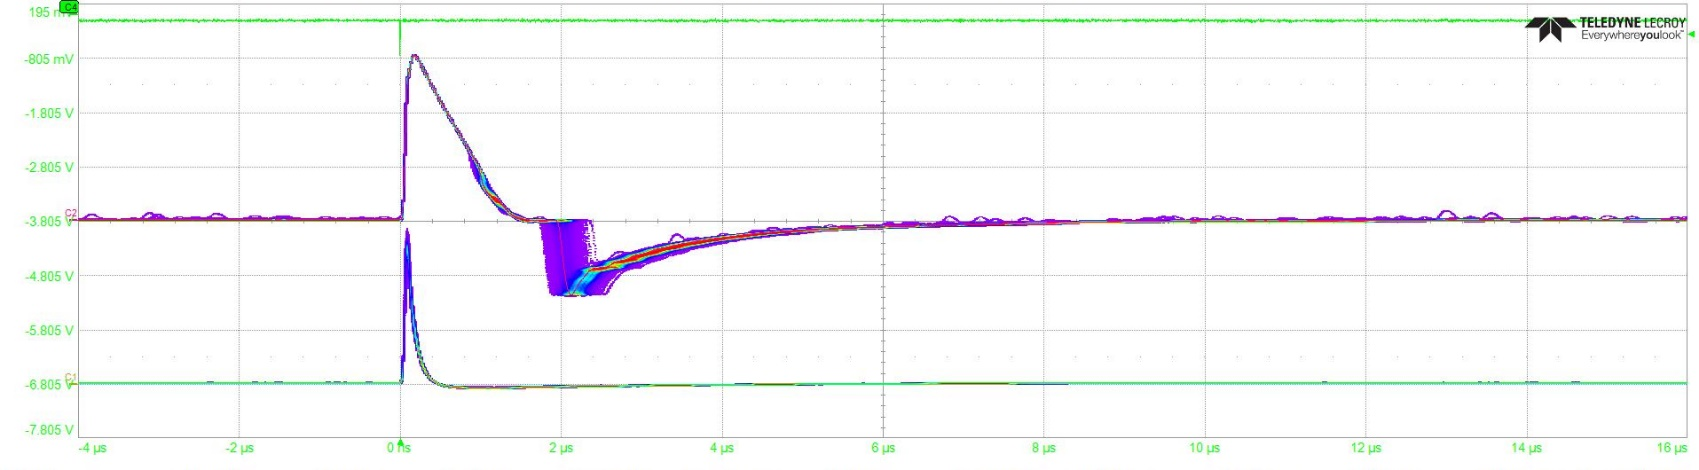 C4
195 mV
TELEDYNE LECROY
Everywhereyoulook™
-805 mV
-1.805 V
-2.805 V
C2
-3.805 V
-4.805 V
-5.805 V
C1
-6.805 V
-7.805 V
-4 µs -2 µs 0 ns 2 µs 4 µs 6 µs 8 µs 10 µs 12 µs 14 µs 16 µs